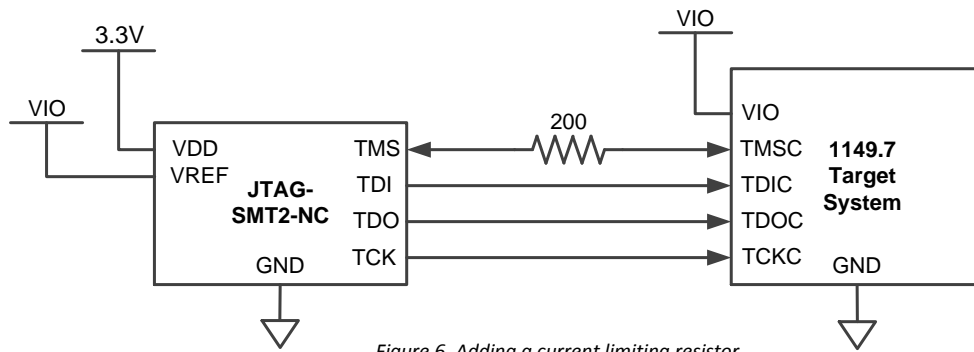 3.3V
VIO
VDD
VREF
JTAG-
SMT2-NC
GND
TMS
TDI
TDO
TCK
200
VIO
VIO
TMSC
TDIC
TDOC
TCKC
1149.7
Target
System
GND
Figure 6. Adding a current limiting resistor